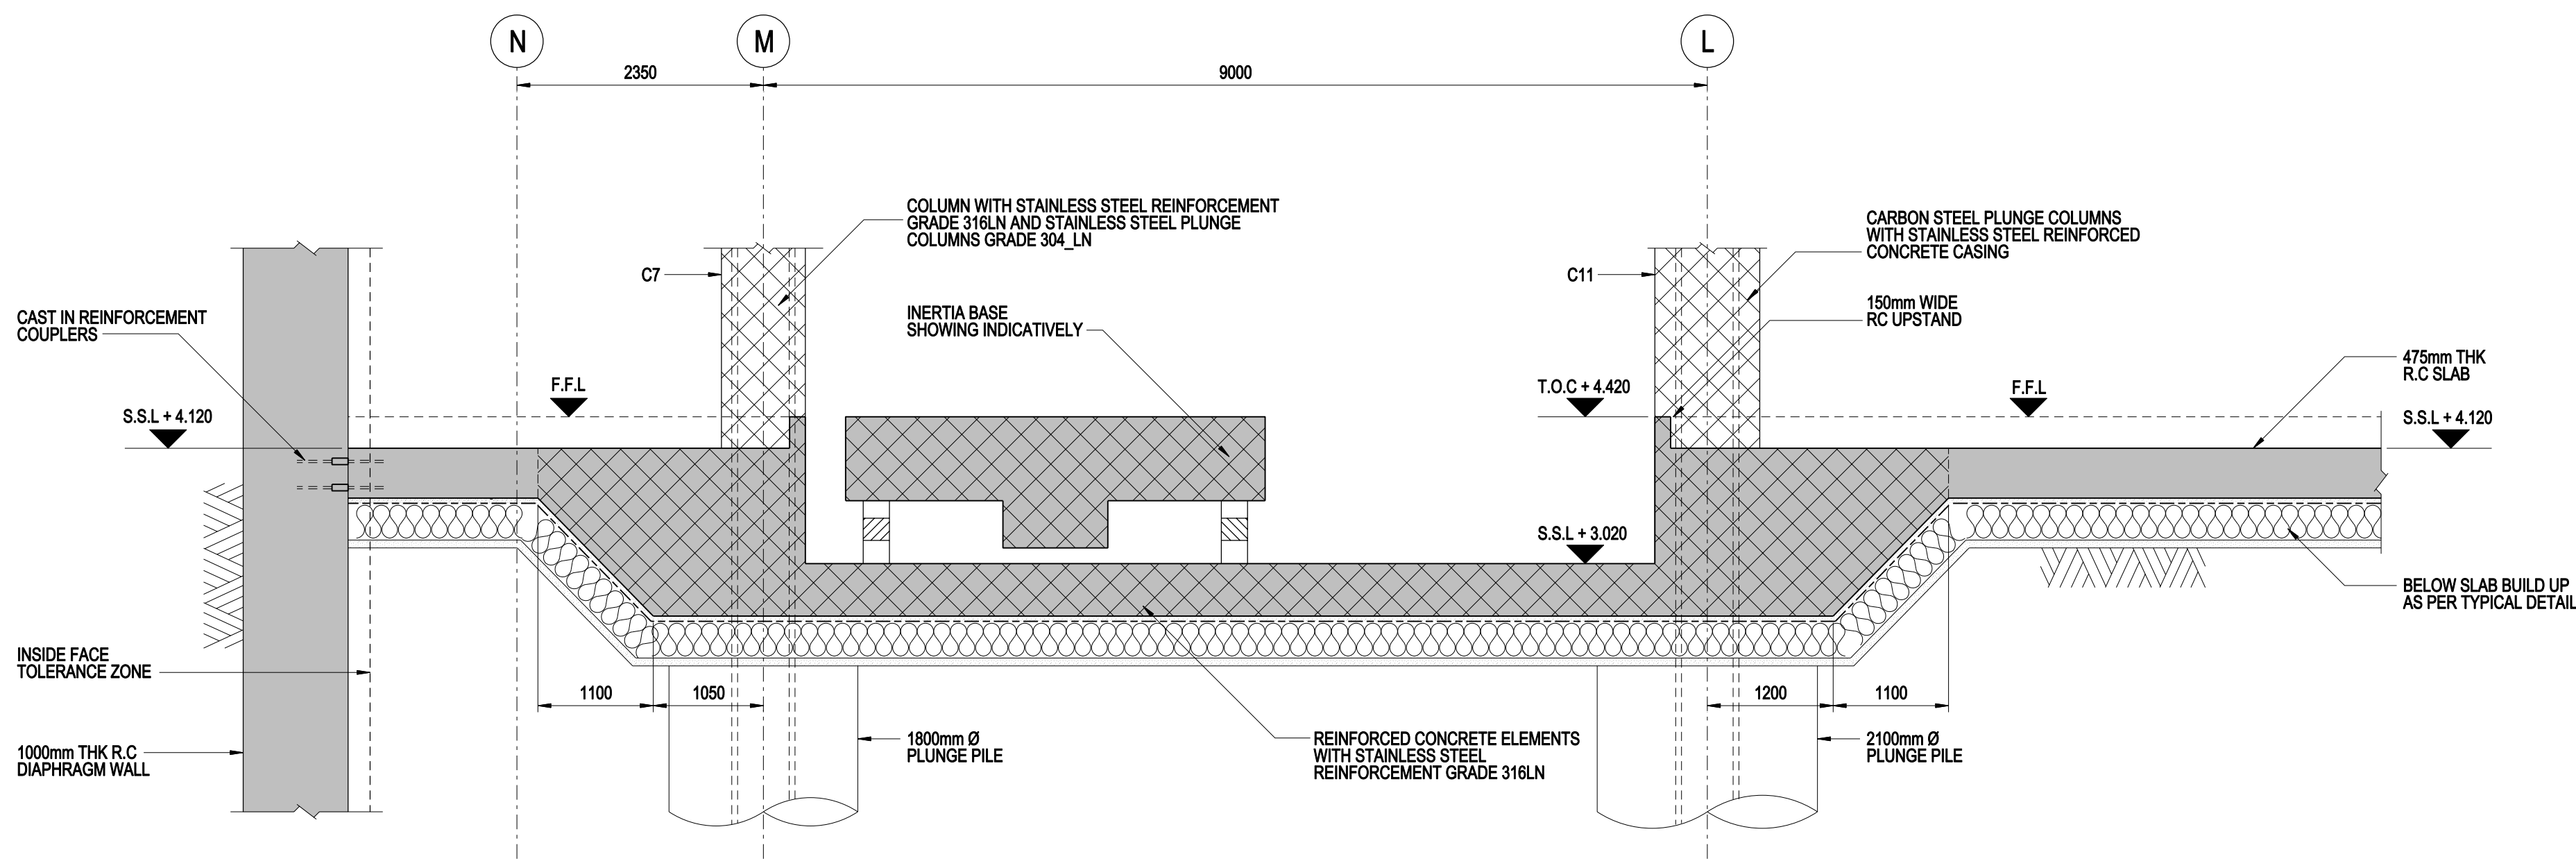 N
M
L
2350
9000
COLUMN WITH STAINLESS STEEL REINFORCEMENT
GRADE 316LN AND STAINLESS STEEL PLUNGE
COLUMNS GRADE 304_LN
CARBON STEEL PLUNGE COLUMNS
WITH STAINLESS STEEL REINFORCED
CONCRETE CASING
C7
C11
CAST IN REINFORCEMENT
COUPLERS
INERTIA BASE
SHOWING INDICATIVELY
150mm WIDE
RC UPSTAND
475mm THK
R.C SLAB
F.F.L
T.O.C + 4.420
F.F.L
S.S.L + 4.120
S.S.L + 4.120
S.S.L + 3.020
BELOW SLAB BUILD UP
AS PER TYPICAL DETAIL
INSIDE FACE
TOLERANCE ZONE
1100
1050
1200
1100
1000mm THK R.C
DIAPHRAGM WALL
1800mm Ø
PLUNGE PILE
REINFORCED CONCRETE ELEMENTS
WITH STAINLESS STEEL
REINFORCEMENT GRADE 316LN
2100mm Ø
PLUNGE PILE